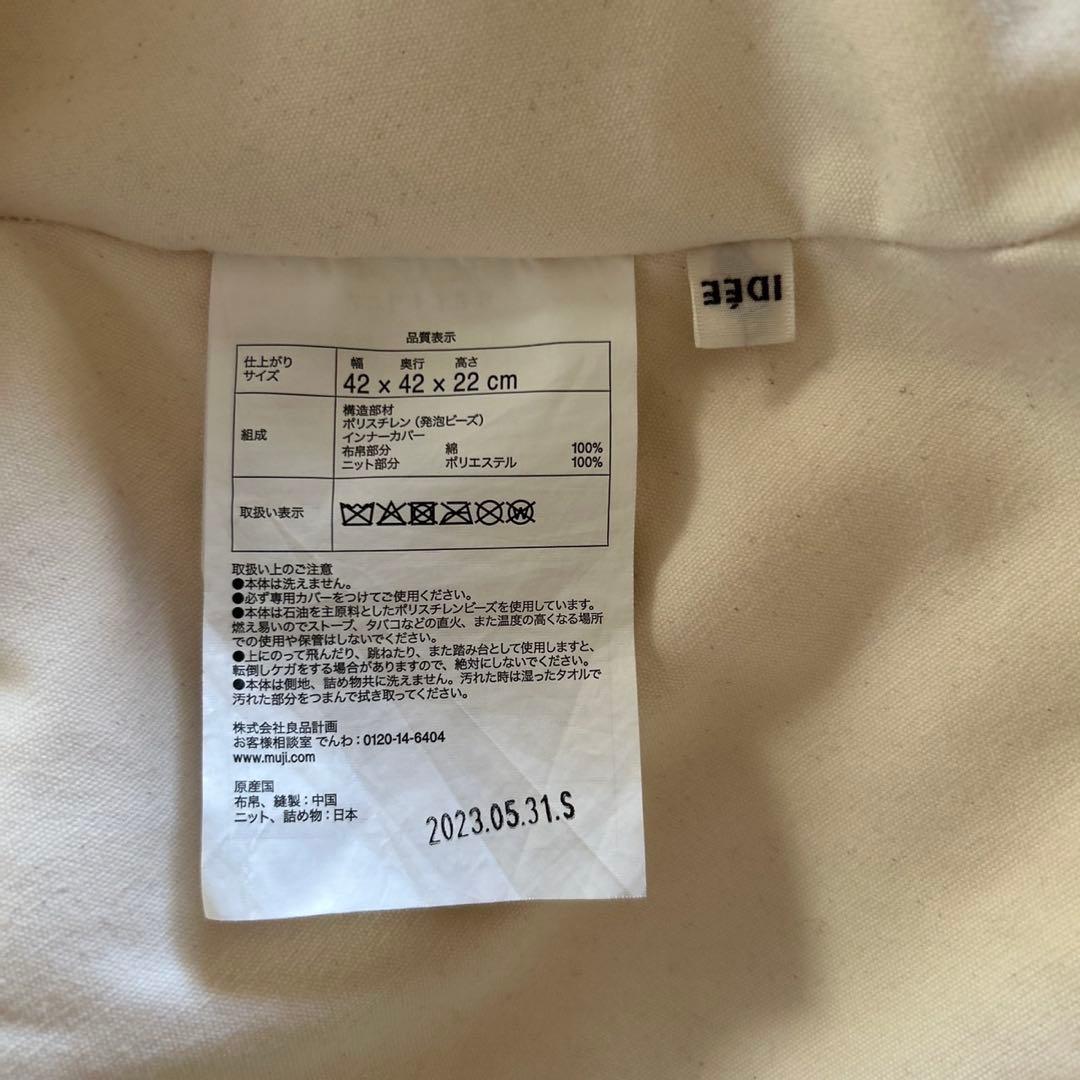 品質表示
仕上がり
サイズ
幅 奥行 高さ
42 x 42 x 22 cm
組成
構造部材
ポリスチレン（発泡ビーズ）
インナーカバー
布帛部分 綿 100%
ニット部分 ポリエステル 100%
取扱い表示
W
取扱い上のご注意
●本体は洗えません。
●必ず専用カバーをつけてご使用ください。
●本体は石油を主原料としたポリスチレンビーズを使用しています。
燃え易いのでストーブ、タバコなどの直火、また温度の高くなる場所
での使用や保管はしないでください。
●上にのって飛んだり、跳ねたり、また踏み台として使用しますと、
転倒しケガをする場合がありますので、絶対にしないでください。
●本体は側地、詰め物共に洗えません。汚れた時は湿ったタオルで
汚れた部分をつまんで拭き取ってください。
株式会社良品計画
お客様相談室 でんわ：0120-14-6404
www.muji.com
原産国
布帛、縫製：中国
ニット、詰め物：日本
2023.05.31.S
IDÉE